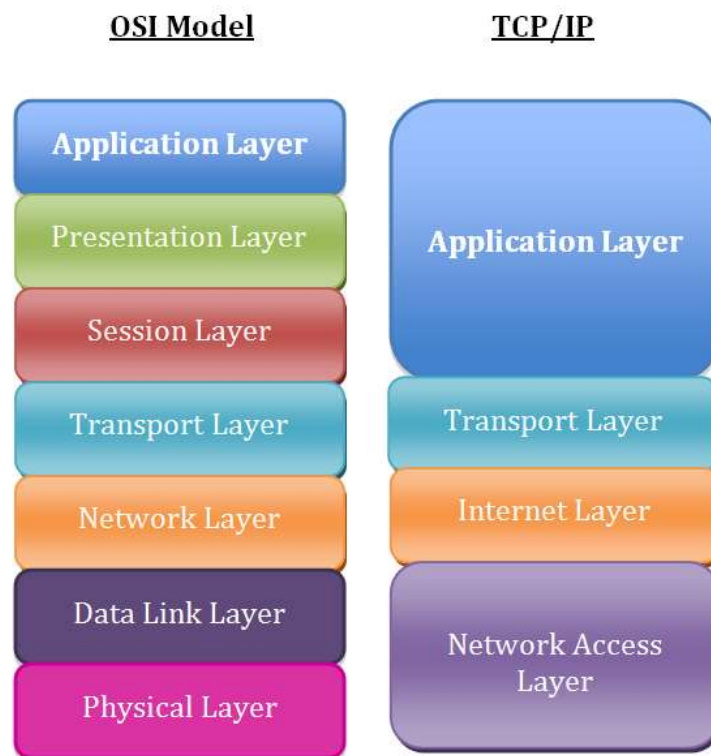 OSI Model
TCP/IP
Application Layer
Presentation Layer
Session Layer
Transport Layer
Network Layer
Data Link Layer
Physical Layer
Application Layer
Transport Layer
Internet Layer
Network Access
Layer